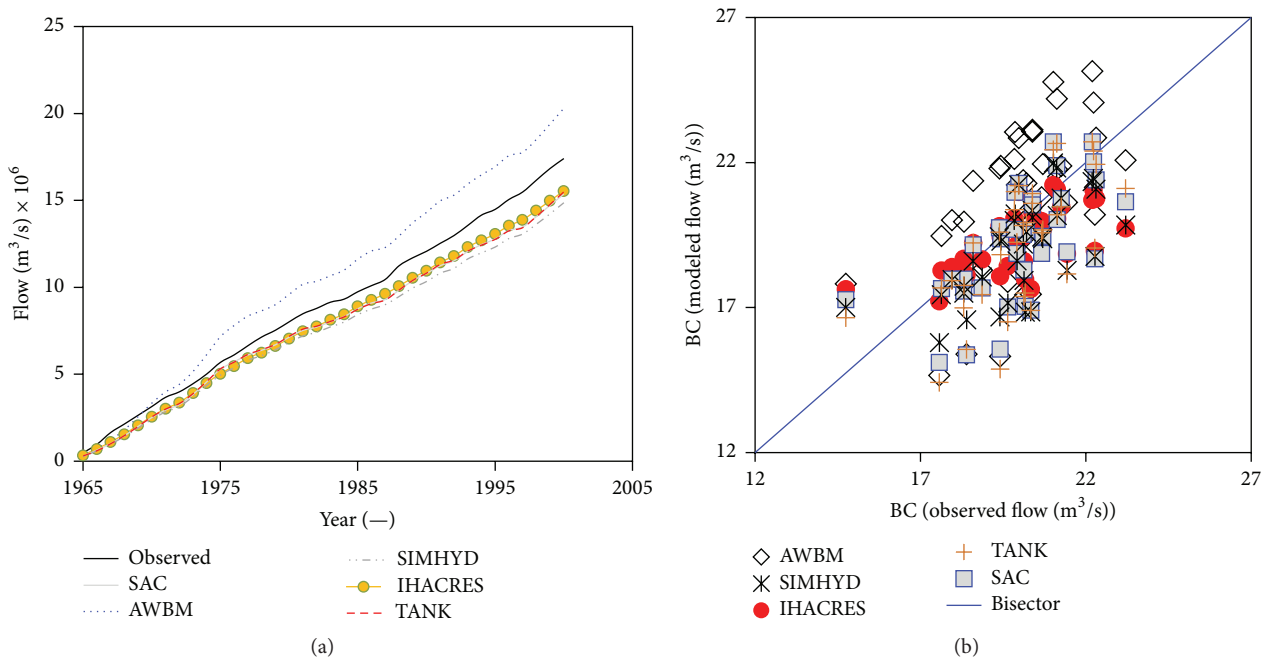 25
20
15
10
5
0
Flow (m³/s) × 10⁶
1965
1975
1985
1995
2005
Year (—)
Observed
SAC
AWBM
SIMHYD
IHACRES
TANK
(a)
27
22
17
12
BC (modeled flow (m³/s))
12
17
22
27
BC (observed flow (m³/s))
AWBM
SIMHYD
IHACRES
TANK
SAC
Bisector
(b)